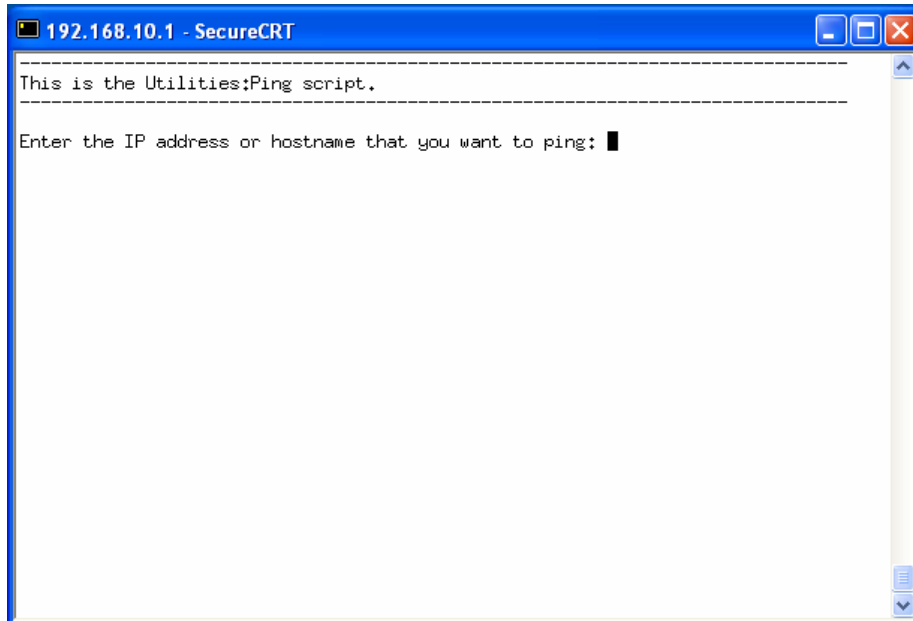 192.168.10.1 - SecureCRT
--------------------------------------------------------------------------------
This is the Utilities:Ping script.
--------------------------------------------------------------------------------
Enter the IP address or hostname that you want to ping: